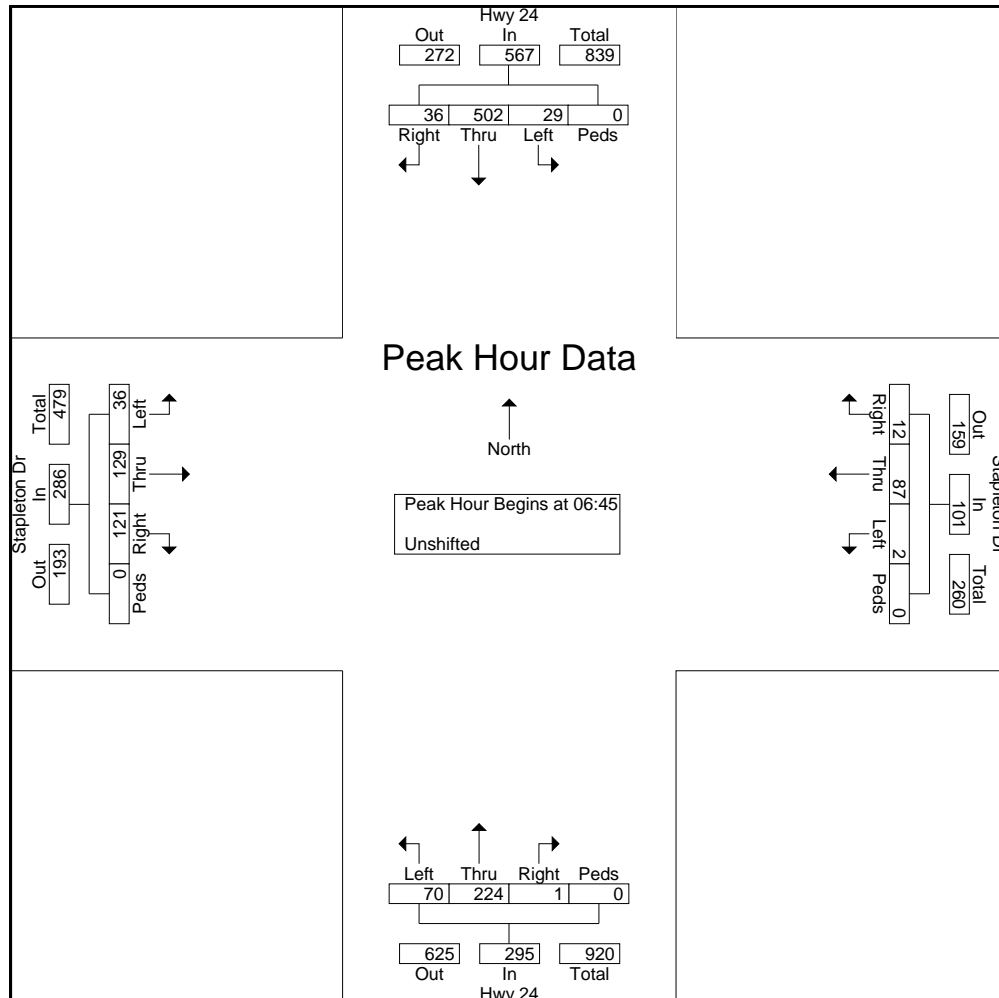 Hwy 24
Out In Total
272 567 839
36 502 29 0
Right Thru Left Peds
Peak Hour Data
North
Peak Hour Begins at 06:45
Unshifted
Stapleton Dr
Total In Out
479 286 193
36 129 121 0
Left Thru Right Peds
Right Thru Left Peds
12 87 2 0
Out In Total
159 101 260
Stapleton Dr
Left Thru Right Peds
70 224 1 0
625 295 920
Out In Total
Hwy 24